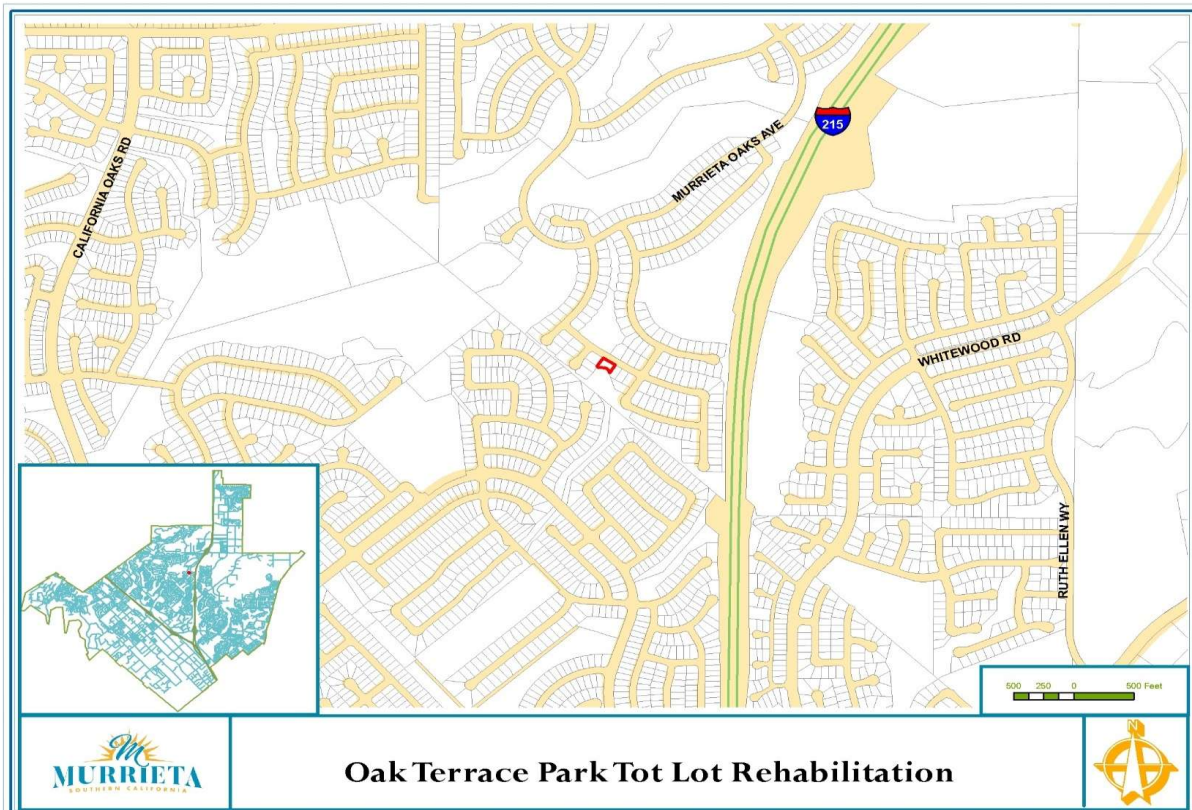 215
MURRIETA OAKS AVE
CALIFORNIA OAKS RD
WHITEWOOD RD
RUTH ELLEN WY
500 250 0 500 Feet
M
MURRIETA
SOUTHERN CALIFORNIA
Oak Terrace Park Tot Lot Rehabilitation
N